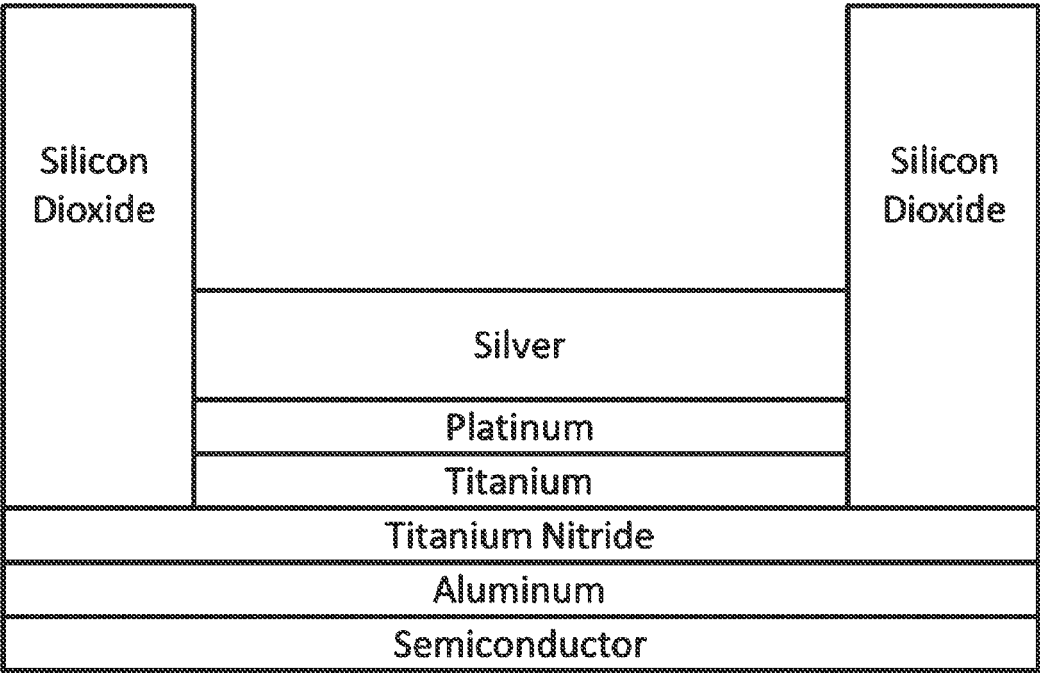 Silicon
Dioxide
Silicon
Dioxide
Silver
Platinum
Titanium
Titanium Nitride
Aluminum
Semiconductor